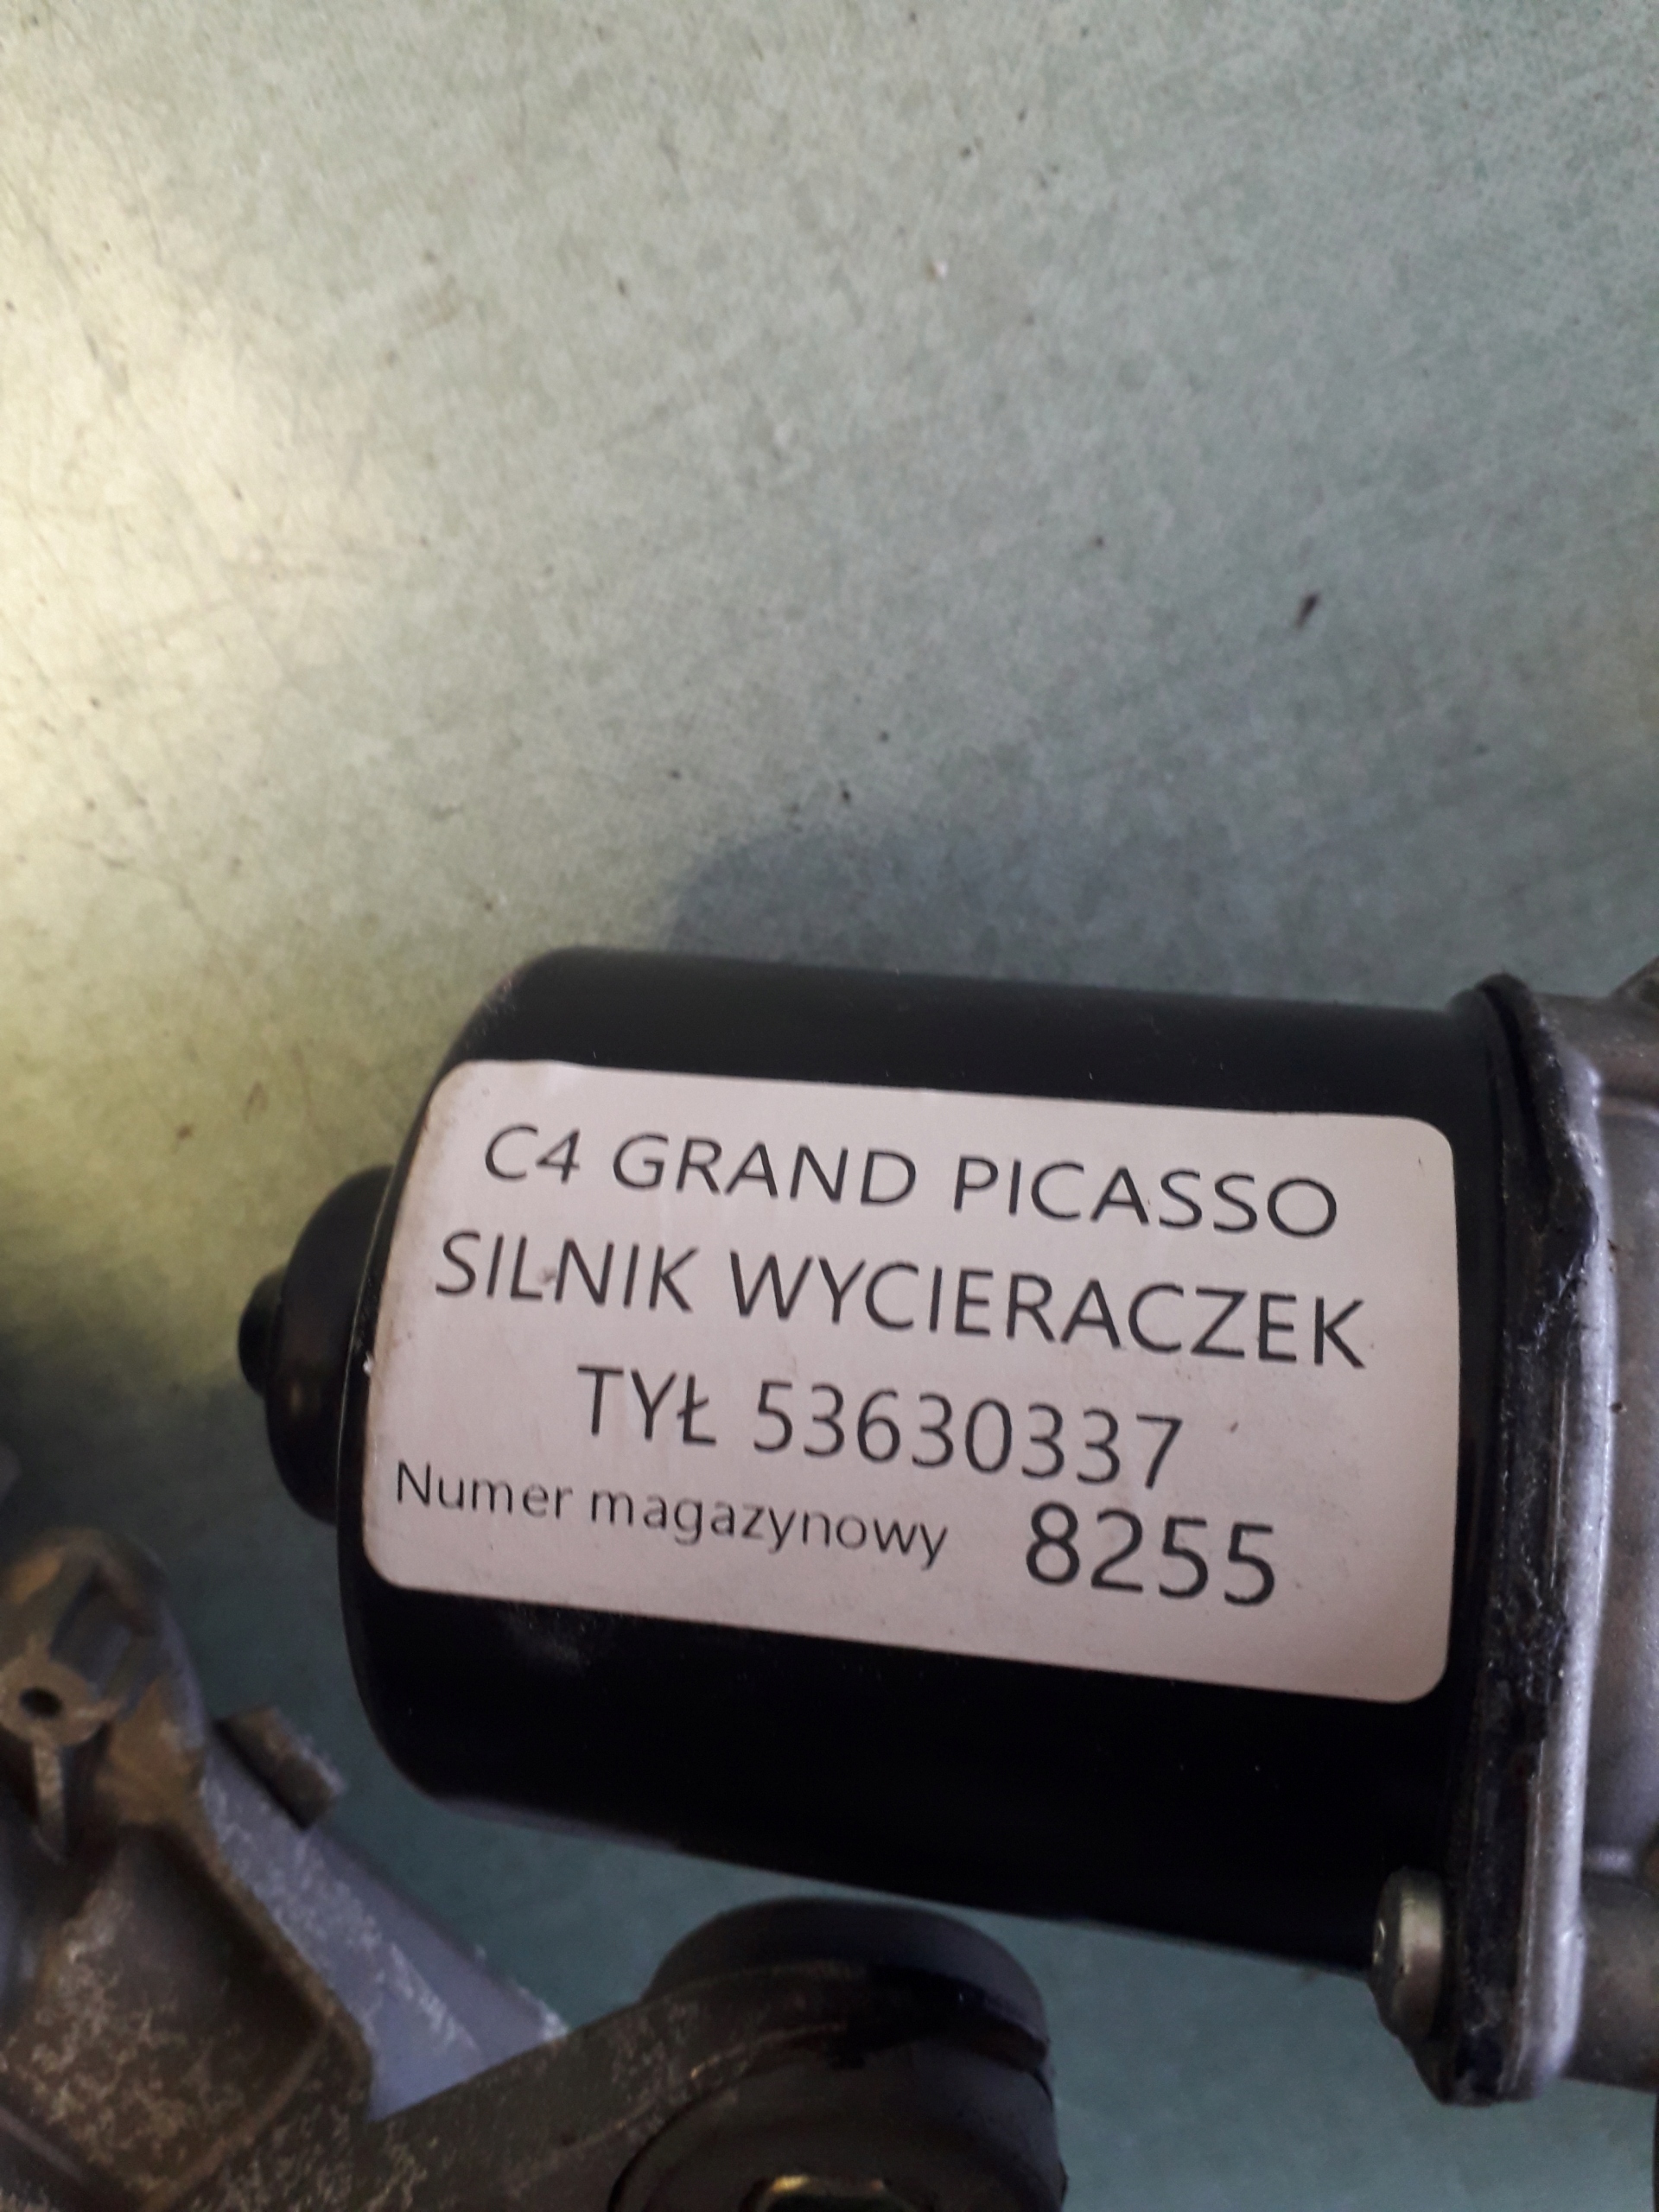 C4 GRAND PICASSO
SILNIK WYCIERACZEK
TYŁ 53630337
Numer magazynowy 8255